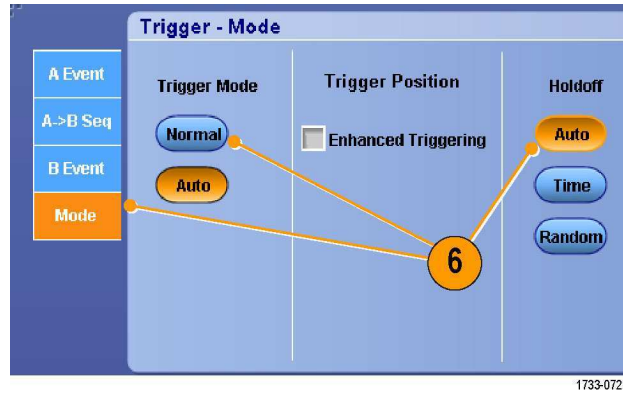 Trigger - Mode
A Event
A->B Seq
B Event
Mode
Trigger Mode
Normal
Auto
Trigger Position
Enhanced Triggering
Holdoff
Auto
Time
Random
6
1733-072